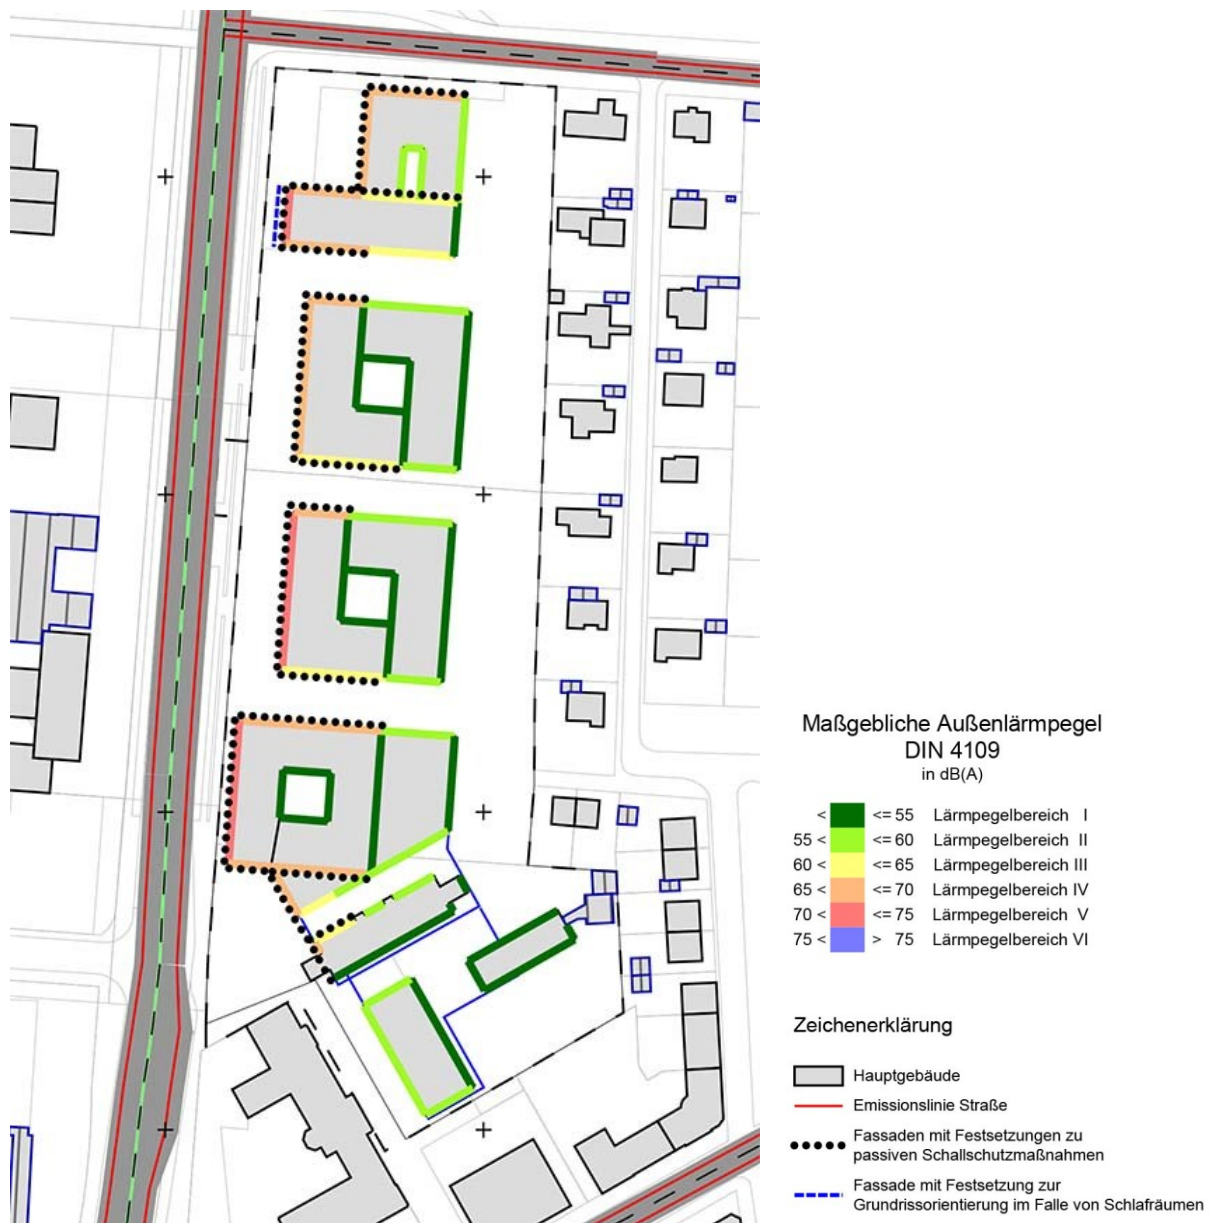 Maßgebliche Außenlärmpegel
DIN 4109
in dB(A)
< <= 55 Lärmpegelbereich I
55 < <= 60 Lärmpegelbereich II
60 < <= 65 Lärmpegelbereich III
65 < <= 70 Lärmpegelbereich IV
70 < <= 75 Lärmpegelbereich V
75 < > 75 Lärmpegelbereich VI
Zeichenerklärung
Hauptgebäude
Emissionslinie Straße
Fassaden mit Festsetzungen zu
passiven Schallschutzmaßnahmen
Fassade mit Festsetzung zur
Grundrissorientierung im Falle von Schlafräumen